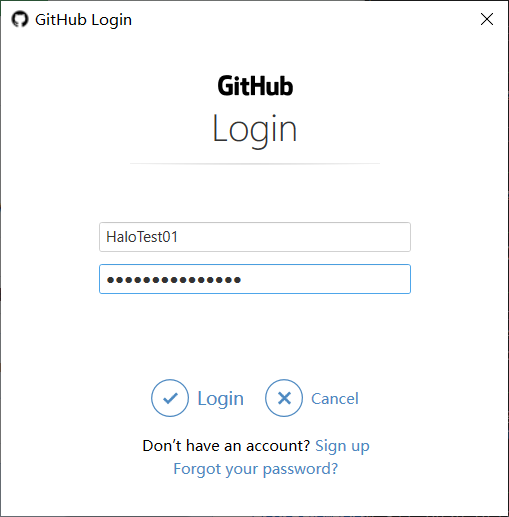 GitHub Login
GitHub
Login
HaloTest01
●●●●●●●●●●●●●●●
Login Cancel
Don't have an account? Sign up
Forgot your password?